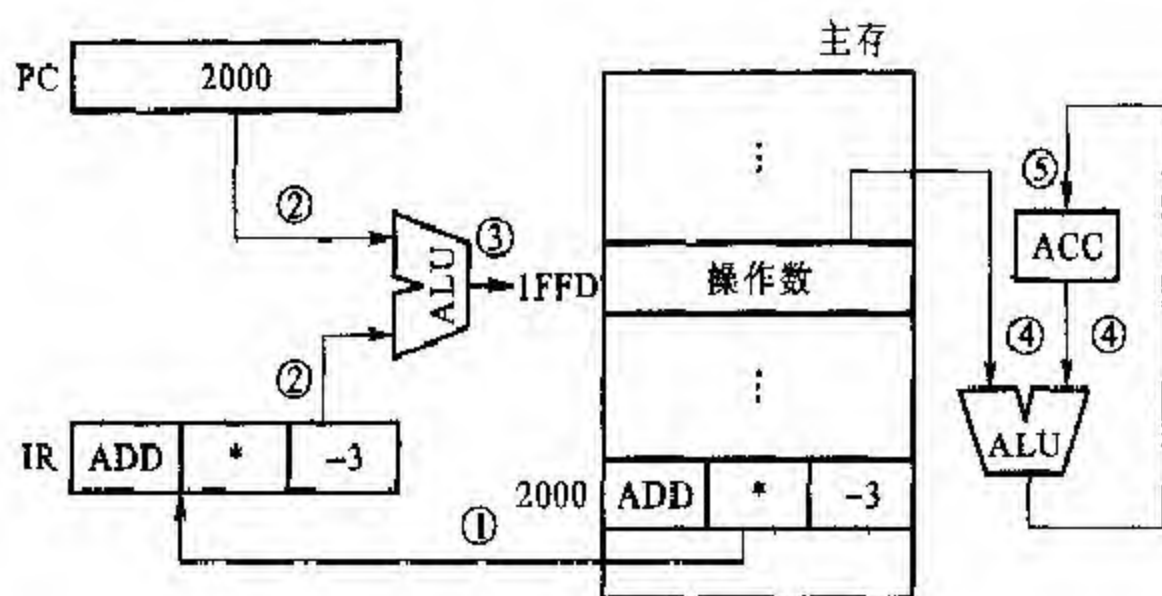 主存
PC 2000
⋮
② ③ ⑤
ALU 1FFD 操作数 ACC
② ⋮ ④ ④
IR ADD * -3 ALU
2000 ADD * -3
①